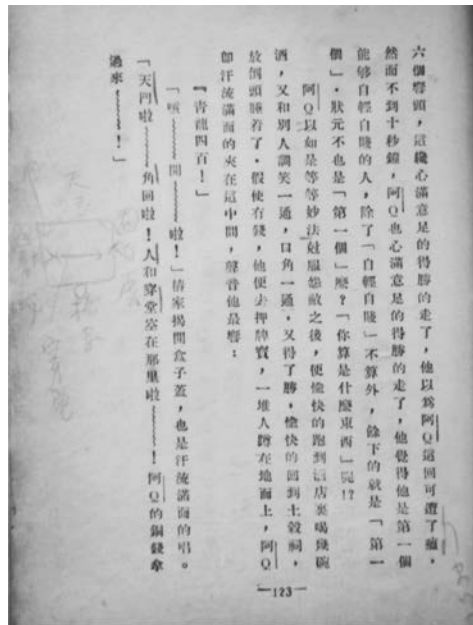 六個響頭,這纔心滿意足的得勝的走了,他以爲阿Q這回可遭了瘟,
然而不到十秒鐘,阿Q也心滿意足的得勝的走了,他覺得他是第一個
能够自輕自賤的人,除了「自輕自賤」不算外,餘下的就是「第一
個」.狀元不也是「第一個」麼?「你算是什麼東西」呢!?
阿Q以如是等等妙法尅服怨敵之後,便愉快的跑到酒店裏喝幾碗
酒,又和別人調笑一通,口角一通,又得了勝,愉快的回到土穀祠,
放倒頭睡着了.假使有錢,他便去押牌寶,一堆人蹲在地面上,阿Q
卽汗流滿面的夾在這中間,聲音他最響:
「青龍四百!」
「咳~~~~開~~~~啦!」樁家揭開盒子蓋,也是汗流滿面的唱。
「天門啦~~~~角回啦!人和穿堂空在那里啦~~~~!阿Q的銅錢拿
過來~~~~!」
—123—